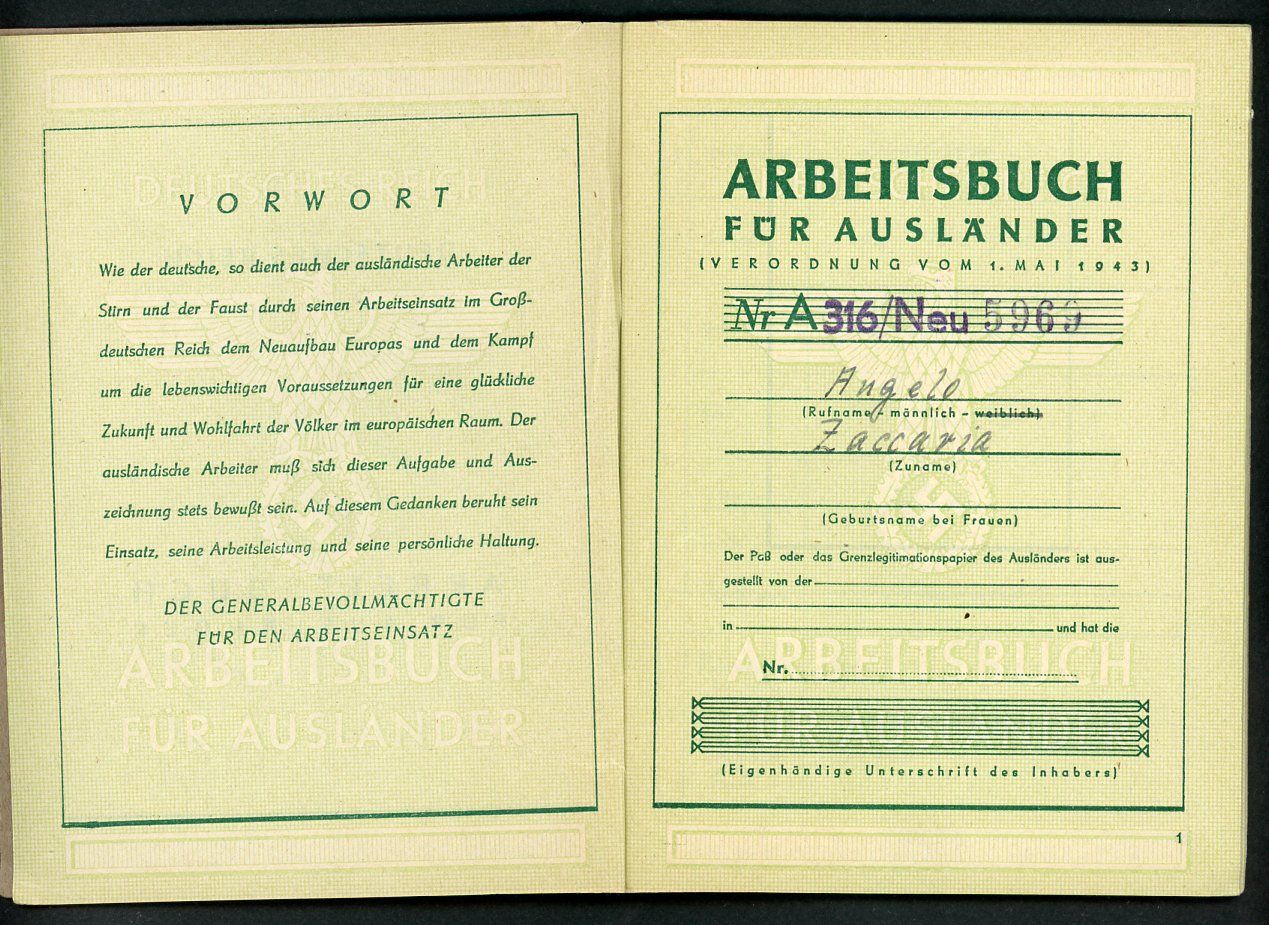 VORWORT
Wie der deutsche, so dient auch der ausländische Arbeiter der
Stirn und der Faust durch seinen Arbeitseinsatz im Groß-
deutschen Reich dem Neuaufbau Europas und dem Kampf
um die lebenswichtigen Voraussetzungen für eine glückliche
Zukunft und Wohlfahrt der Völker im europäischen Raum. Der
ausländische Arbeiter muß sich dieser Aufgabe und Aus-
zeichnung stets bewußt sein. Auf diesem Gedanken beruht sein
Einsatz, seine Arbeitsleistung und seine persönliche Haltung.
DER GENERALBEVOLLMÄCHTIGTE
FÜR DEN ARBEITSEINSATZ
ARBEITSBUCH
FÜR AUSLÄNDER
ARBEITSBUCH
FÜR AUSLÄNDER
(VERORDNUNG VOM 1. MAI 1943)
Nr A 316/Neu 5969
Angelo
(Rufname) - männlich - weiblich)
Zaccaria
(Zuname)
(Geburtsname bei Frauen)
Der Paß oder das Grenzlegitimationspapier des Ausländers ist aus-
gestellt von der
in und hat die
ARBEITSBUCH
Nr.
FÜR AUSLÄNDER
(Eigenhändige Unterschrift des Inhabers)
1